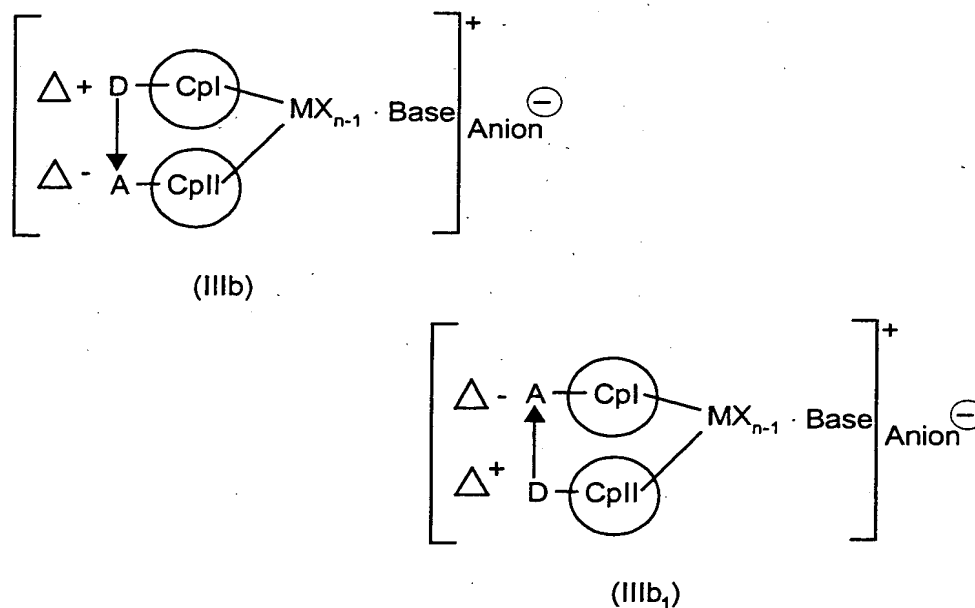 +
△+ D CpI MXn-1 · Base Anion⊖
△- A CpII
(IIIb)
+
△- A CpI MXn-1 · Base Anion⊖
△+ D CpII
(IIIb1)